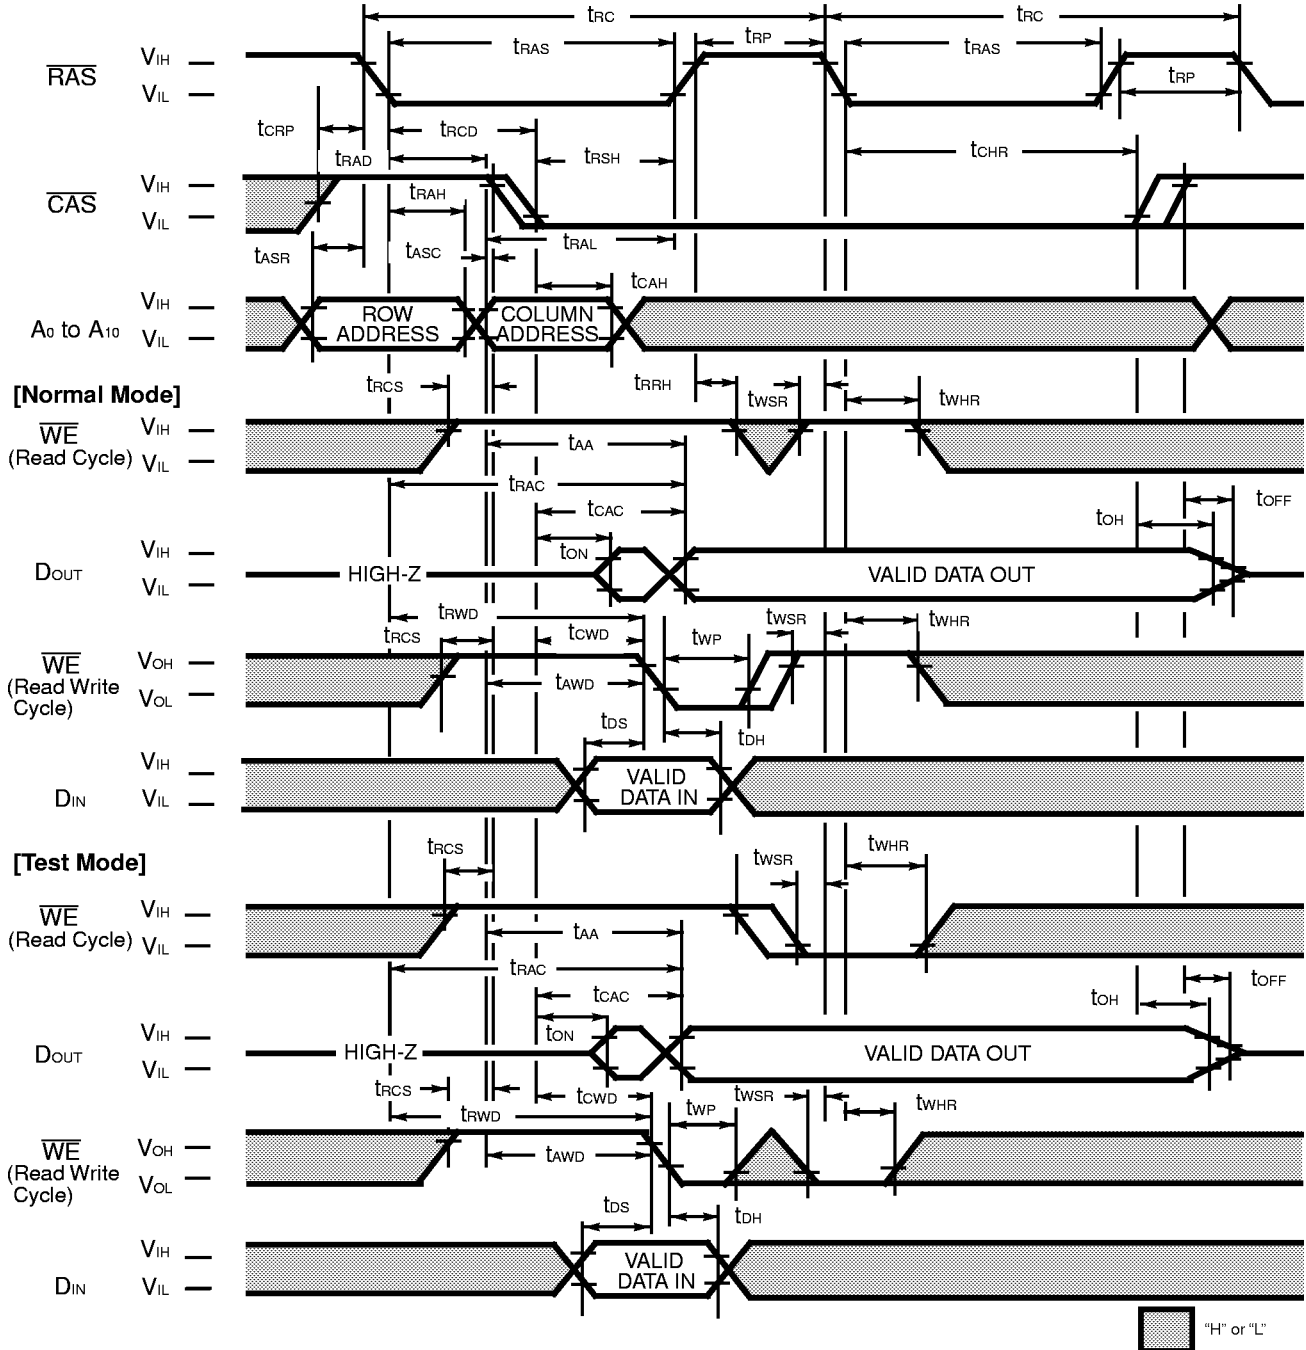 tRC tRC
tRAS tRP tRAS
RAS VIH
VIL
tRP
tCRP tRCD
tRAD tRSH tCHR
CAS VIH
VIL
tRAH
tASR tASC tRAL
tCAH
A0 to A10 VIH
VIL
ROW ADDRESS
COLUMN ADDRESS
[Normal Mode]
tRCS tRRH tWSR tWHR
WE (Read Cycle) VIH
VIL
tAA
tRAC
tCAC tOFF
tON tOH
DOUT VIH
VIL
HIGH-Z VALID DATA OUT
tRWD tWSR tWHR
tRCS tCWD tWP
WE (Read Write Cycle) VOH
VOL
tAWD
tDS tDH
DIN VIH
VIL
VALID DATA IN
[Test Mode]
tRCS tWSR tWHR
WE (Read Cycle) VIH
VIL
tAA
tRAC
tCAC tOFF
tON tOH
DOUT VIH
VIL
HIGH-Z VALID DATA OUT
tRCS tCWD tWSR tWHR
tRWD tWP
WE (Read Write Cycle) VOH
VOL
tAWD
tDS tDH
DIN VIH
VIL
VALID DATA IN
“H” or “L”